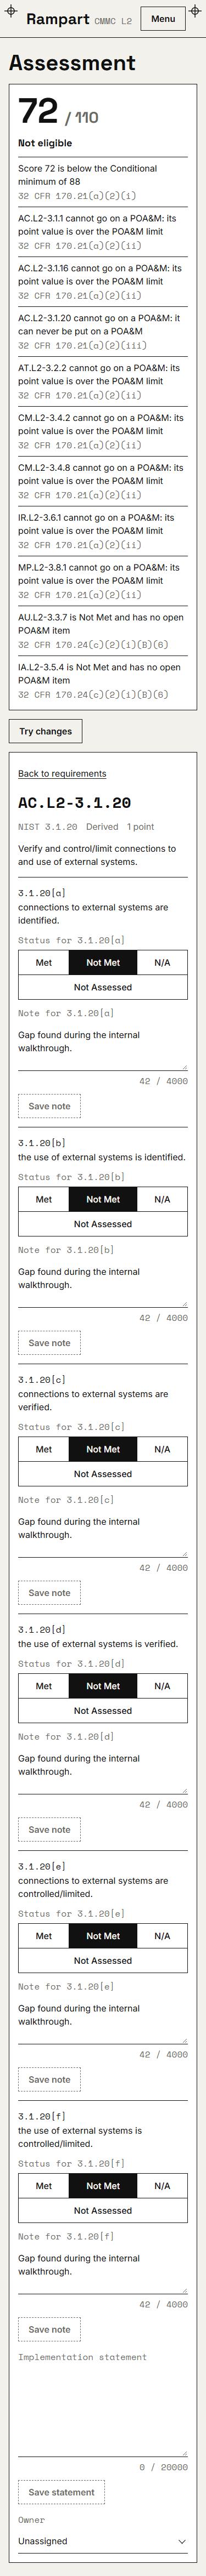 Rampart CMMC L2 Menu
Assessment
72 / 110
Not eligible
Score 72 is below the Conditional
minimum of 88
32 CFR 170.21(a)(2)(i)
AC.L2-3.1.1 cannot go on a POA&M: its
point value is over the POA&M limit
32 CFR 170.21(a)(2)(ii)
AC.L2-3.1.16 cannot go on a POA&M: its
point value is over the POA&M limit
32 CFR 170.21(a)(2)(ii)
AC.L2-3.1.20 cannot go on a POA&M: it
can never be put on a POA&M
32 CFR 170.21(a)(2)(iii)
AT.L2-3.2.2 cannot go on a POA&M: its
point value is over the POA&M limit
32 CFR 170.21(a)(2)(ii)
CM.L2-3.4.2 cannot go on a POA&M: its
point value is over the POA&M limit
32 CFR 170.21(a)(2)(ii)
CM.L2-3.4.8 cannot go on a POA&M: its
point value is over the POA&M limit
32 CFR 170.21(a)(2)(ii)
IR.L2-3.6.1 cannot go on a POA&M: its
point value is over the POA&M limit
32 CFR 170.21(a)(2)(ii)
MP.L2-3.8.1 cannot go on a POA&M: its
point value is over the POA&M limit
32 CFR 170.21(a)(2)(ii)
AU.L2-3.3.7 is Not Met and has no open
POA&M item
32 CFR 170.24(c)(2)(i)(B)(6)
IA.L2-3.5.4 is Not Met and has no open
POA&M item
32 CFR 170.24(c)(2)(i)(B)(6)
Try changes
Back to requirements
AC.L2-3.1.20
NIST 3.1.20 Derived 1 point
Verify and control/limit connections to
and use of external systems.
3.1.20[a]
connections to external systems are
identified.
Status for 3.1.20[a]
Met Not Met N/A
Not Assessed
Note for 3.1.20[a]
Gap found during the internal
walkthrough.
42 / 4000
Save note
3.1.20[b]
the use of external systems is identified.
Status for 3.1.20[b]
Met Not Met N/A
Not Assessed
Note for 3.1.20[b]
Gap found during the internal
walkthrough.
42 / 4000
Save note
3.1.20[c]
connections to external systems are
verified.
Status for 3.1.20[c]
Met Not Met N/A
Not Assessed
Note for 3.1.20[c]
Gap found during the internal
walkthrough.
42 / 4000
Save note
3.1.20[d]
the use of external systems is verified.
Status for 3.1.20[d]
Met Not Met N/A
Not Assessed
Note for 3.1.20[d]
Gap found during the internal
walkthrough.
42 / 4000
Save note
3.1.20[e]
connections to external systems are
controlled/limited.
Status for 3.1.20[e]
Met Not Met N/A
Not Assessed
Note for 3.1.20[e]
Gap found during the internal
walkthrough.
42 / 4000
Save note
3.1.20[f]
the use of external systems is
controlled/limited.
Status for 3.1.20[f]
Met Not Met N/A
Not Assessed
Note for 3.1.20[f]
Gap found during the internal
walkthrough.
42 / 4000
Save note
Implementation statement
0 / 20000
Save statement
Owner
Unassigned